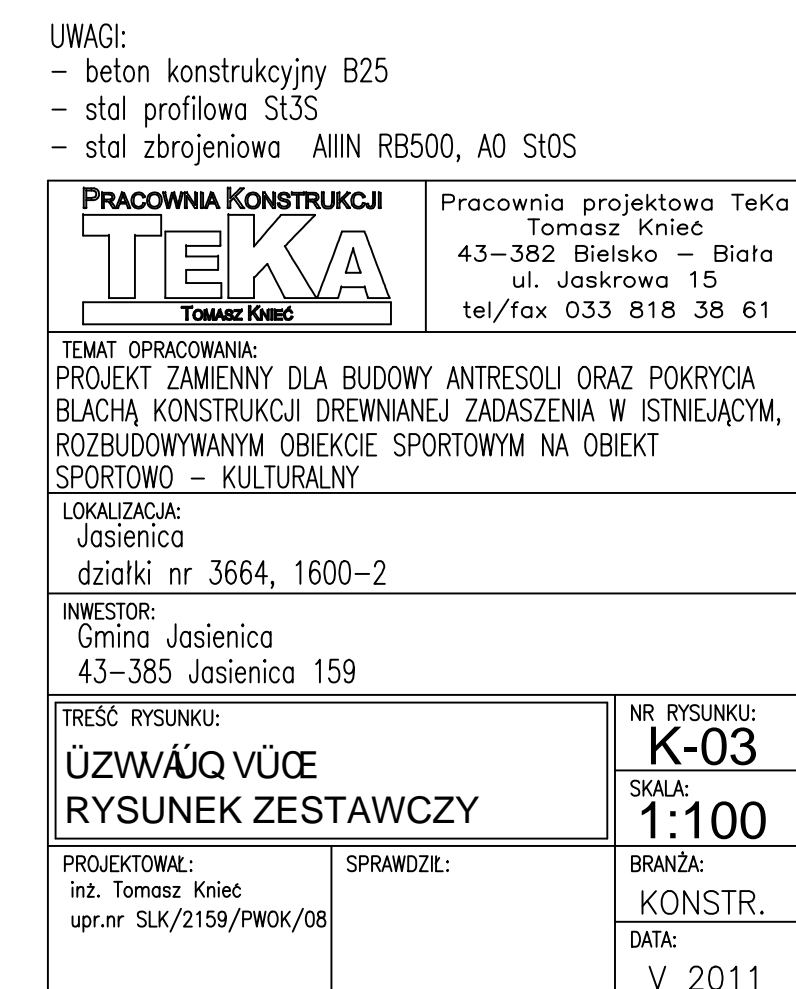 UWAGI:
– beton konstrukcyjny B25
– stal profilowa St3S
– stal zbrojeniowa AIIIN RB500, A0 St0S
PRACOWNIA KONSTRUKCJI
TEKA
TOMASZ KNIEĆ
Pracownia projektowa TeKa
Tomasz Knieć
43–382 Bielsko – Biała
ul. Jaskrowa 15
tel/fax 033 818 38 61
TEMAT OPRACOWANIA:
PROJEKT ZAMIENNY DLA BUDOWY ANTRESOLI ORAZ POKRYCIA
BLACHĄ KONSTRUKCJI DREWNIANEJ ZADASZENIA W ISTNIEJĄCYM,
ROZBUDOWYWANYM OBIEKCIE SPORTOWYM NA OBIEKT
SPORTOWO – KULTURALNY
LOKALIZACJA:
Jasienica
działki nr 3664, 1600–2
INWESTOR:
Gmina Jasienica
43–385 Jasienica 159
TREŚĆ RYSUNKU:
RYSUNEK ZESTAWCZY
NR RYSUNKU:
K-03
SKALA:
1:100
PROJEKTOWAŁ:
inż. Tomasz Knieć
upr.nr SLK/2159/PWOK/08
SPRAWDZIŁ:
BRANŻA:
KONSTR.
DATA:
V 2011